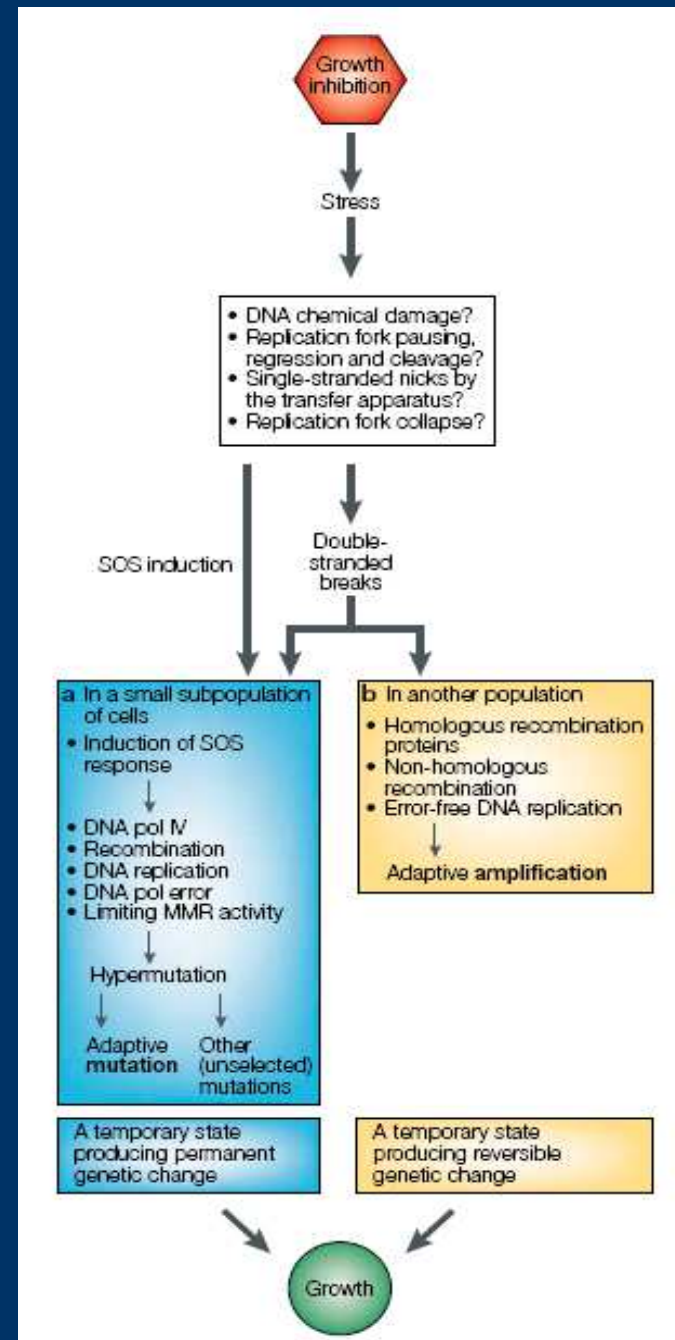 Growth
inhibition
Stress
• DNA chemical damage?
• Replication fork pausing,
regression and cleavage?
• Single-stranded nicks by
the transfer apparatus?
• Replication fork collapse?
SOS induction
Double-
stranded
breaks
a In a small subpopulation
of cells
• Induction of SOS
response
• DNA pol IV
• Recombination
• DNA replication
• DNA pol error
• Limiting MMR activity
Hypermutation
Adaptive
mutation
Other
(unselected)
mutations
b In another population
• Homologous recombination
proteins
• Non-homologous
recombination
• Error-free DNA replication
Adaptive amplification
A temporary state
producing permanent
genetic change
A temporary state
producing reversible
genetic change
Growth